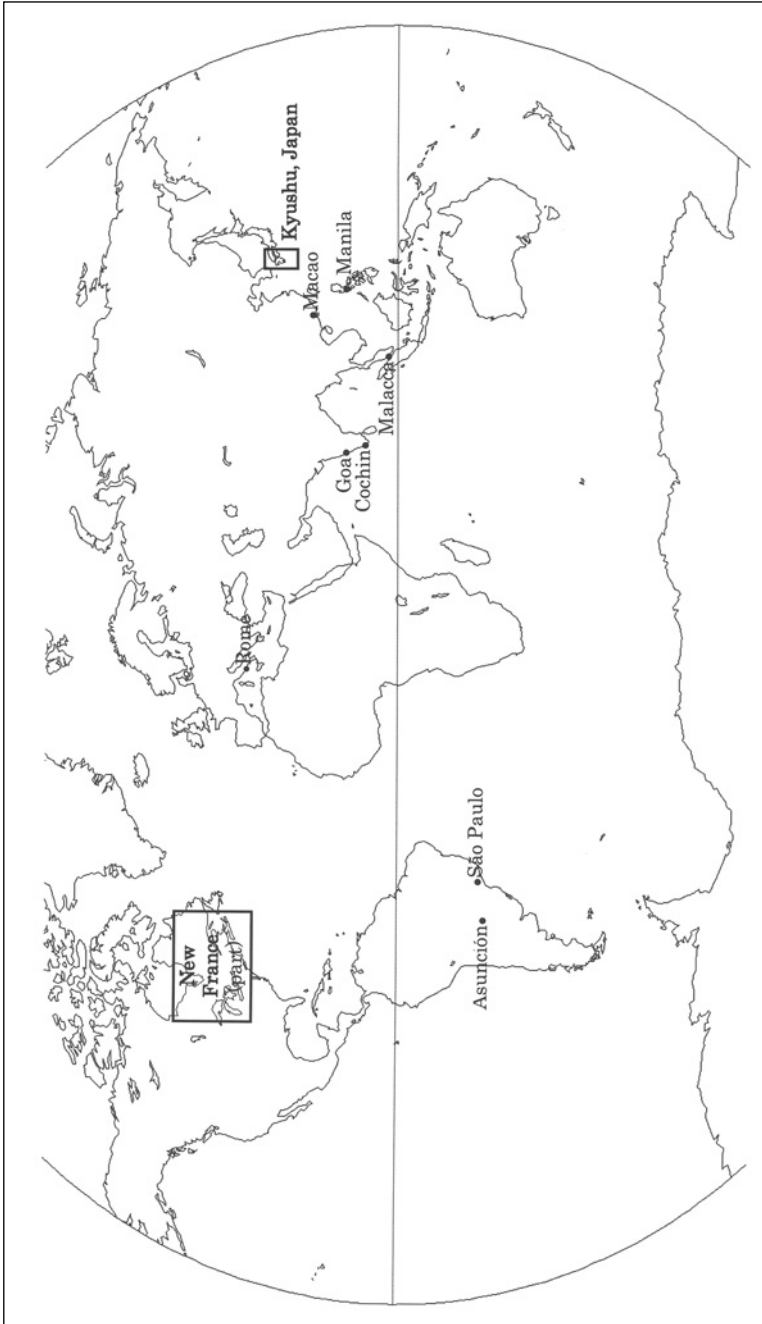 New
France
(part)
Rome
Goa
Cochin
Malacca
Macao
Manila
Kyushu, Japan
Asunción
São Paulo